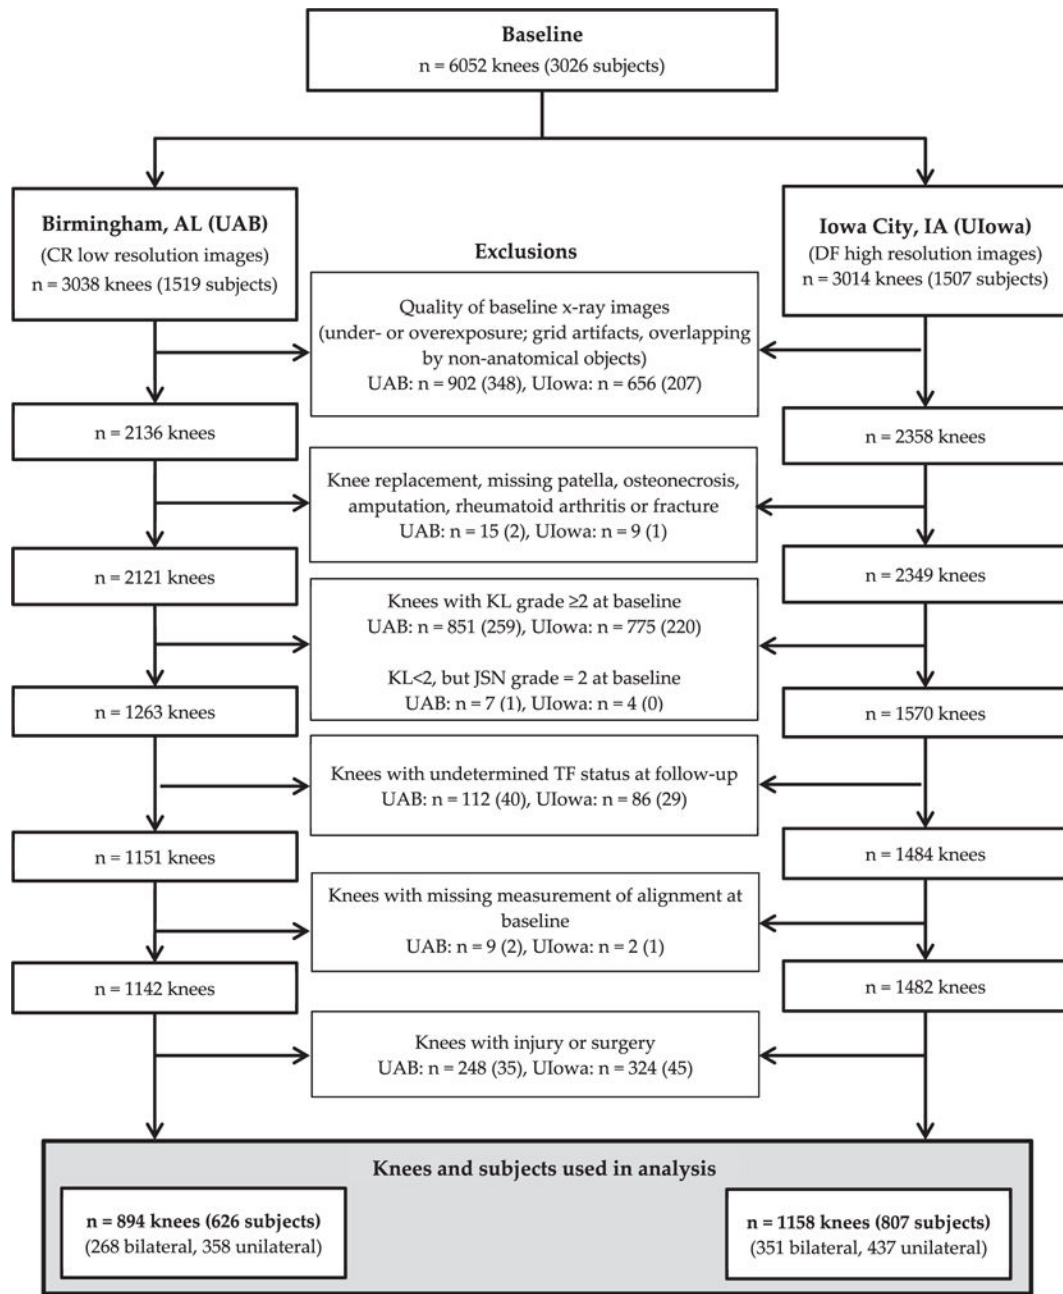 Baseline
n = 6052 knees (3026 subjects)
Birmingham, AL (UAB)
(CR low resolution images)
n = 3038 knees (1519 subjects)
Iowa City, IA (UIowa)
(DF high resolution images)
n = 3014 knees (1507 subjects)
Exclusions
Quality of baseline x-ray images
(under- or overexposure; grid artifacts, overlapping
by non-anatomical objects)
UAB: n = 902 (348), UIowa: n = 656 (207)
n = 2136 knees
n = 2358 knees
Knee replacement, missing patella, osteonecrosis,
amputation, rheumatoid arthritis or fracture
UAB: n = 15 (2), UIowa: n = 9 (1)
n = 2121 knees
n = 2349 knees
Knees with KL grade ≥2 at baseline
UAB: n = 851 (259), UIowa: n = 775 (220)
KL<2, but JSN grade = 2 at baseline
UAB: n = 7 (1), UIowa: n = 4 (0)
n = 1263 knees
n = 1570 knees
Knees with undetermined TF status at follow-up
UAB: n = 112 (40), UIowa: n = 86 (29)
n = 1151 knees
n = 1484 knees
Knees with missing measurement of alignment at
baseline
UAB: n = 9 (2), UIowa: n = 2 (1)
n = 1142 knees
n = 1482 knees
Knees with injury or surgery
UAB: n = 248 (35), UIowa: n = 324 (45)
Knees and subjects used in analysis
n = 894 knees (626 subjects)
(268 bilateral, 358 unilateral)
n = 1158 knees (807 subjects)
(351 bilateral, 437 unilateral)